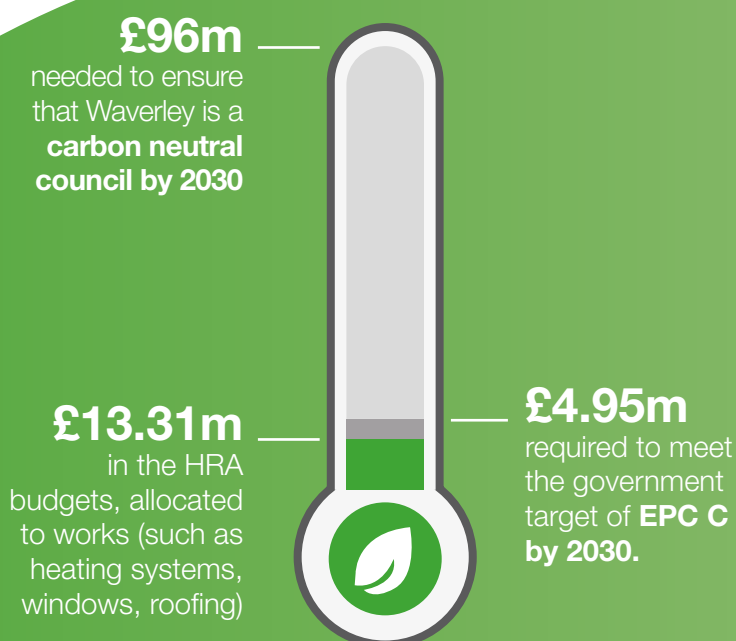 £96m
needed to ensure
that Waverley is a
carbon neutral
council by 2030
£13.31m
in the HRA
budgets, allocated
to works (such as
heating systems,
windows, roofing)
£4.95m
required to meet
the government
target of EPC C
by 2030.